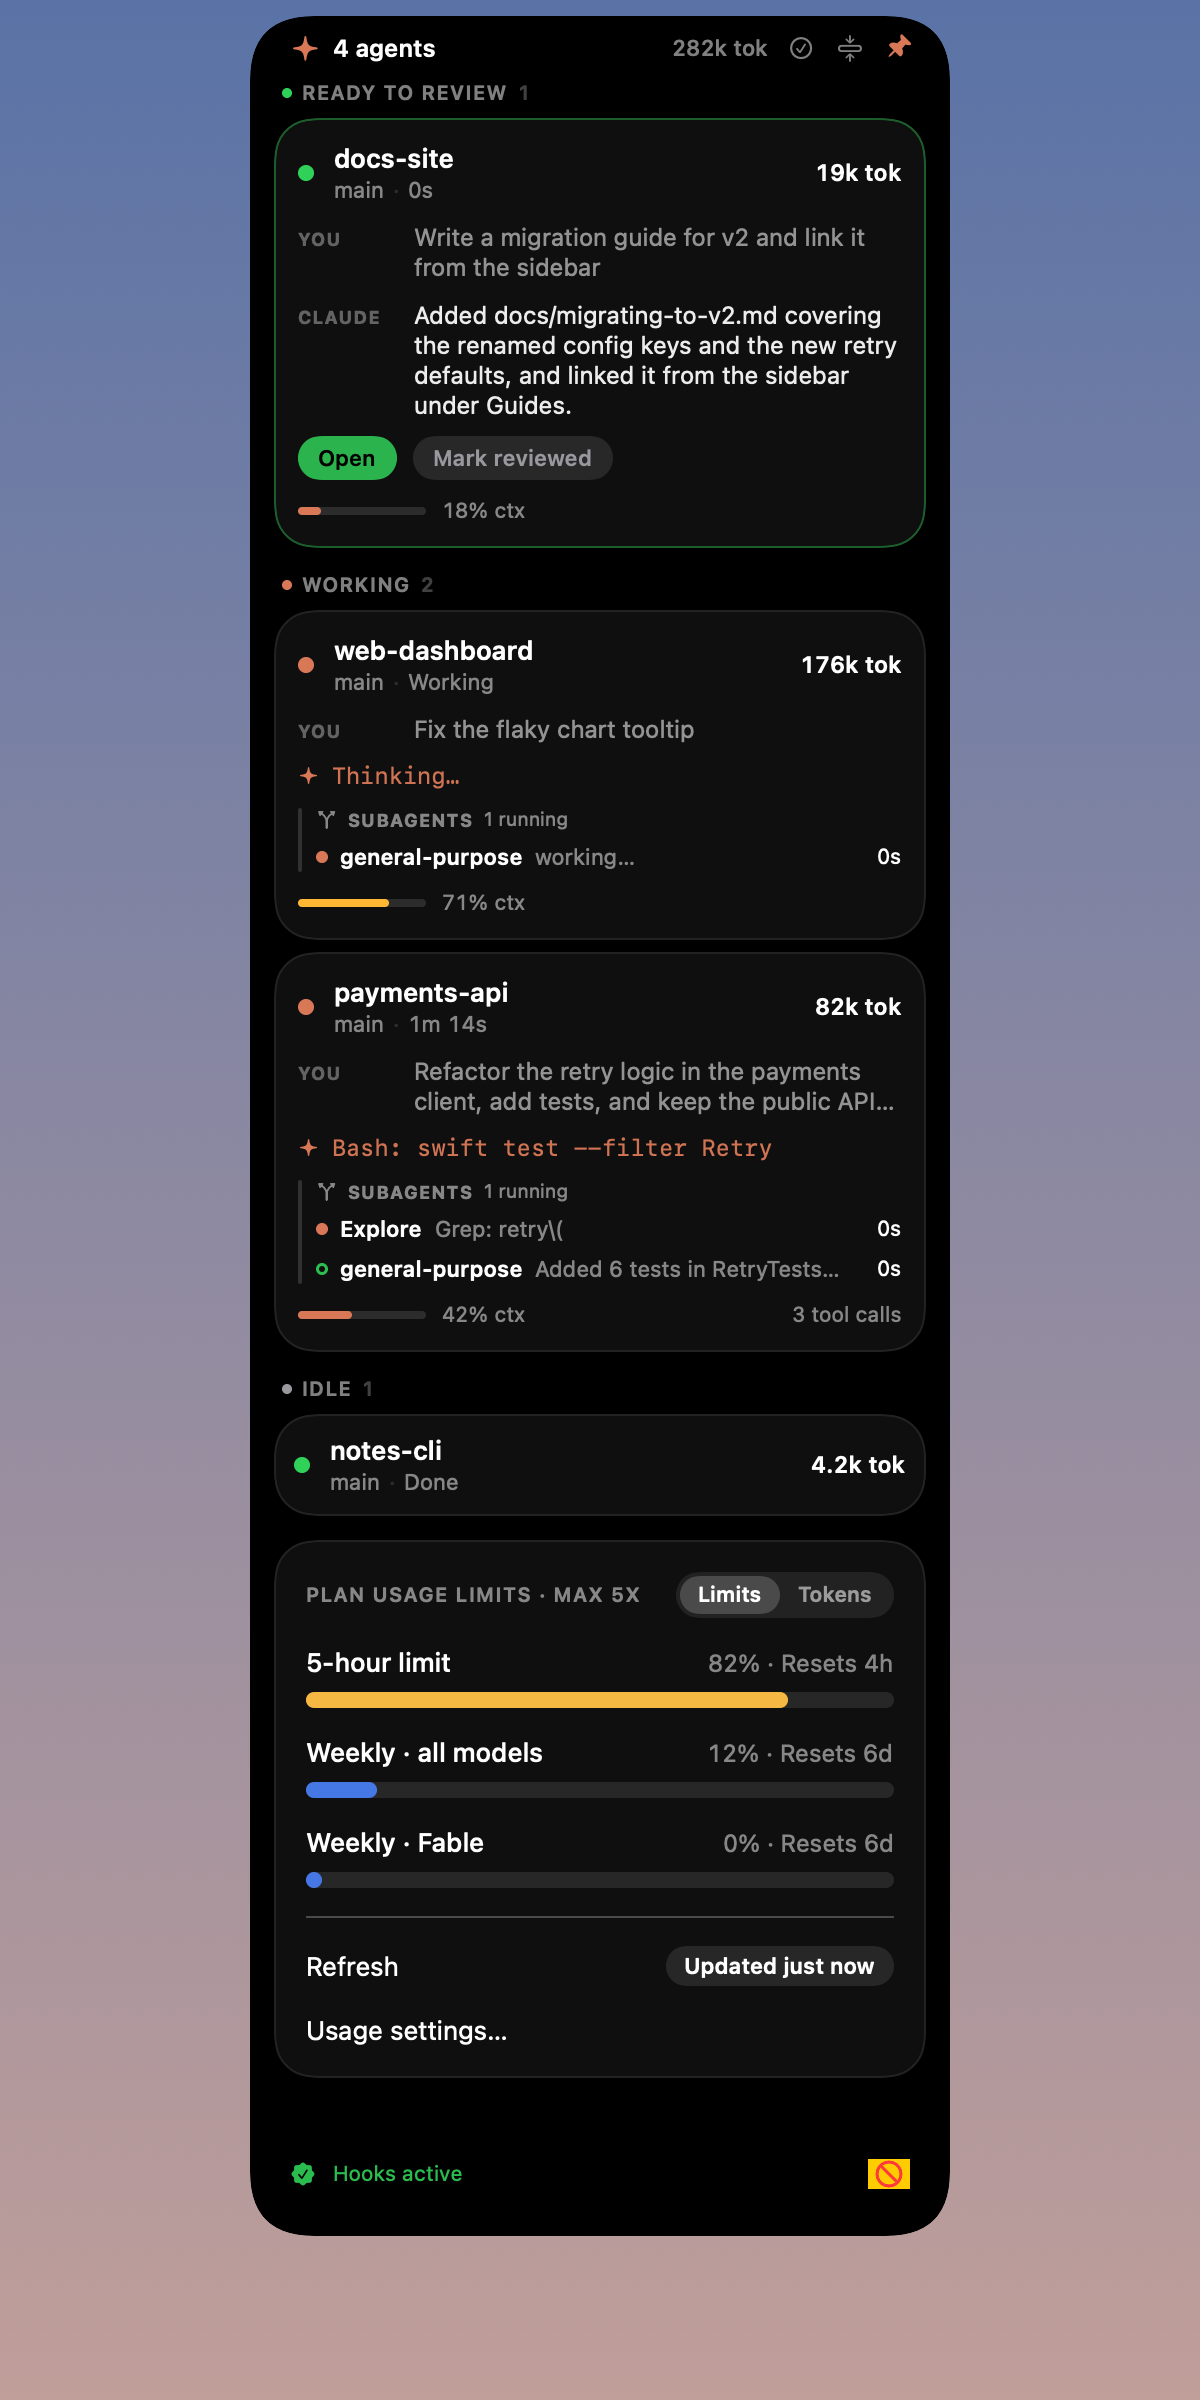 4 agents 282k tok
READY TO REVIEW 1
docs-site 19k tok
main · 0s
YOU Write a migration guide for v2 and link it
from the sidebar
CLAUDE Added docs/migrating-to-v2.md covering
the renamed config keys and the new retry
defaults, and linked it from the sidebar
under Guides.
Open Mark reviewed
18% ctx
WORKING 2
web-dashboard 176k tok
main · Working
YOU Fix the flaky chart tooltip
Thinking…
SUBAGENTS 1 running
general-purpose working... 0s
71% ctx
payments-api 82k tok
main · 1m 14s
YOU Refactor the retry logic in the payments
client, add tests, and keep the public API...
Bash: swift test --filter Retry
SUBAGENTS 1 running
Explore Grep: retry\( 0s
general-purpose Added 6 tests in RetryTests... 0s
42% ctx 3 tool calls
IDLE 1
notes-cli 4.2k tok
main · Done
PLAN USAGE LIMITS · MAX 5X Limits Tokens
5-hour limit 82% · Resets 4h
Weekly · all models 12% · Resets 6d
Weekly · Fable 0% · Resets 6d
Refresh Updated just now
Usage settings...
Hooks active